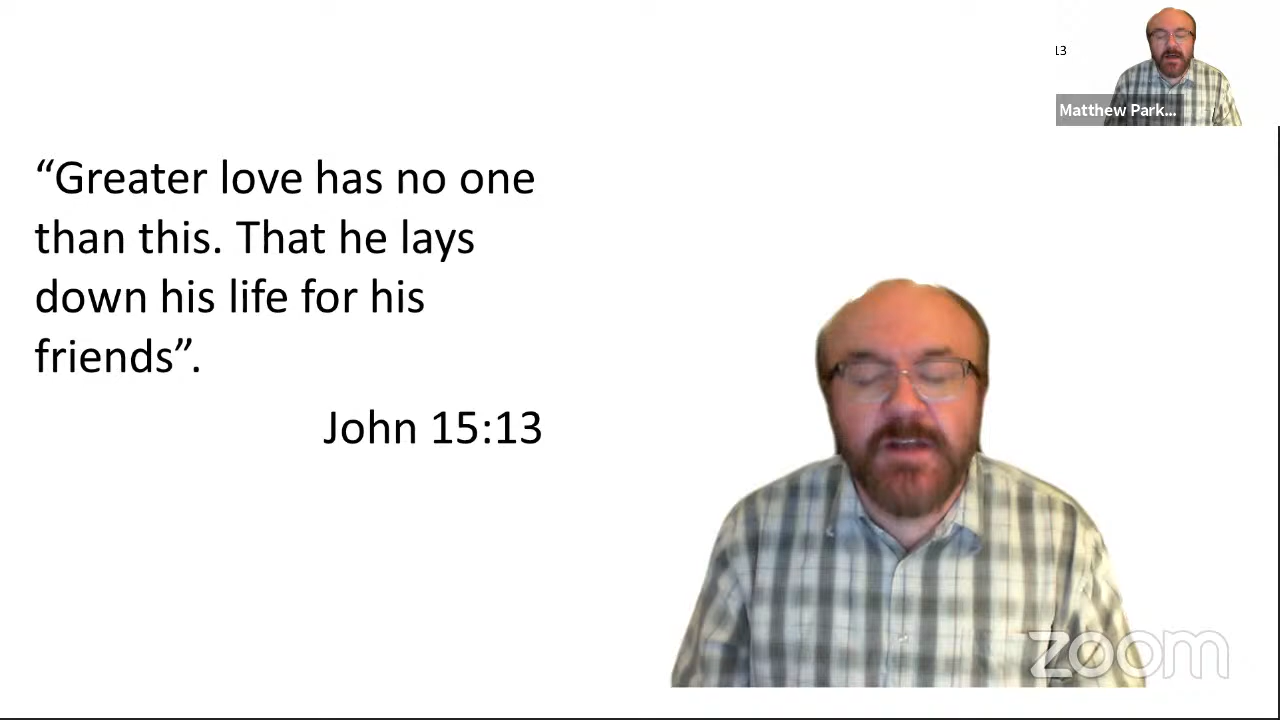 13
Matthew Park...
“Greater love has no one
than this. That he lays
down his life for his
friends”.
John 15:13
zoom